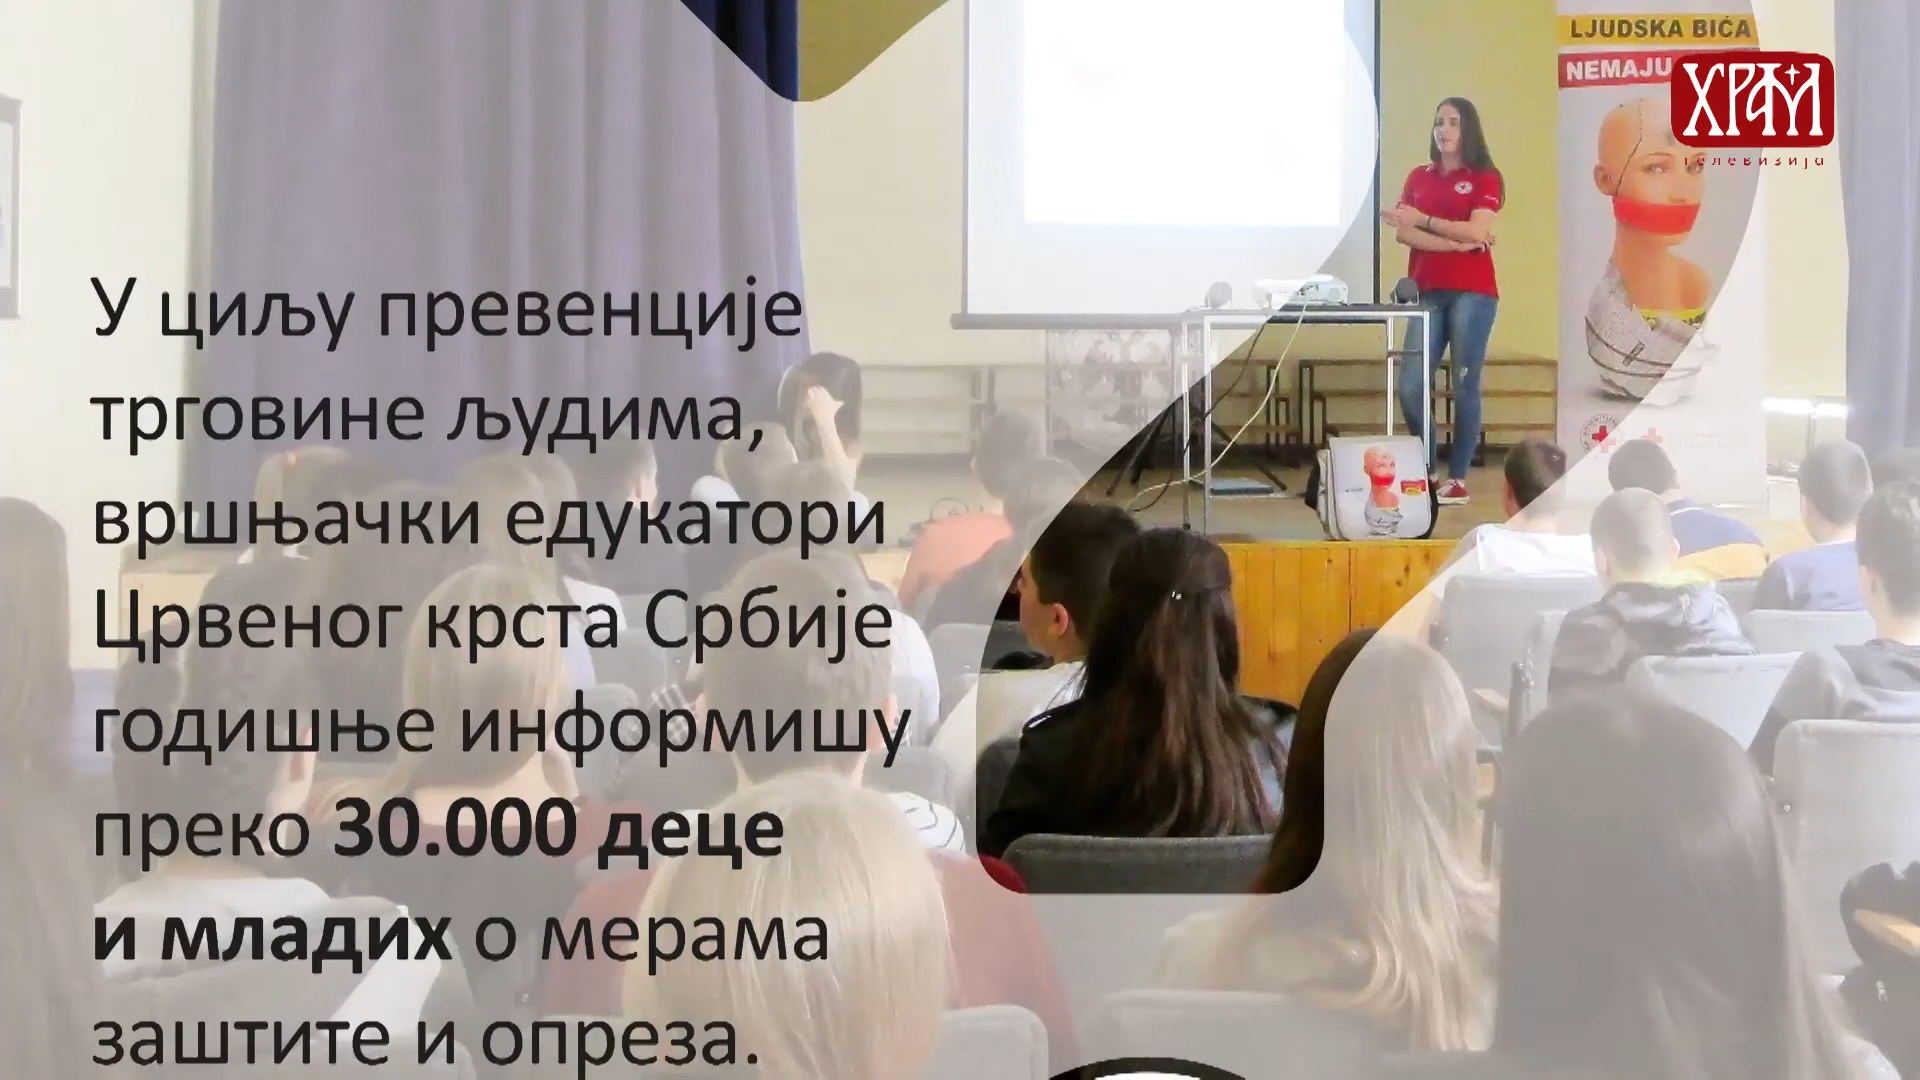 LJUDSKA BIĆA
NEMAJU
ХРАМ
телевизија
У циљу превенције
трговине људима,
вршњачки едукатори
Црвеног крста Србије
годишње информишу
преко 30.000 деце
и младих о мерама
заштите и опреза.